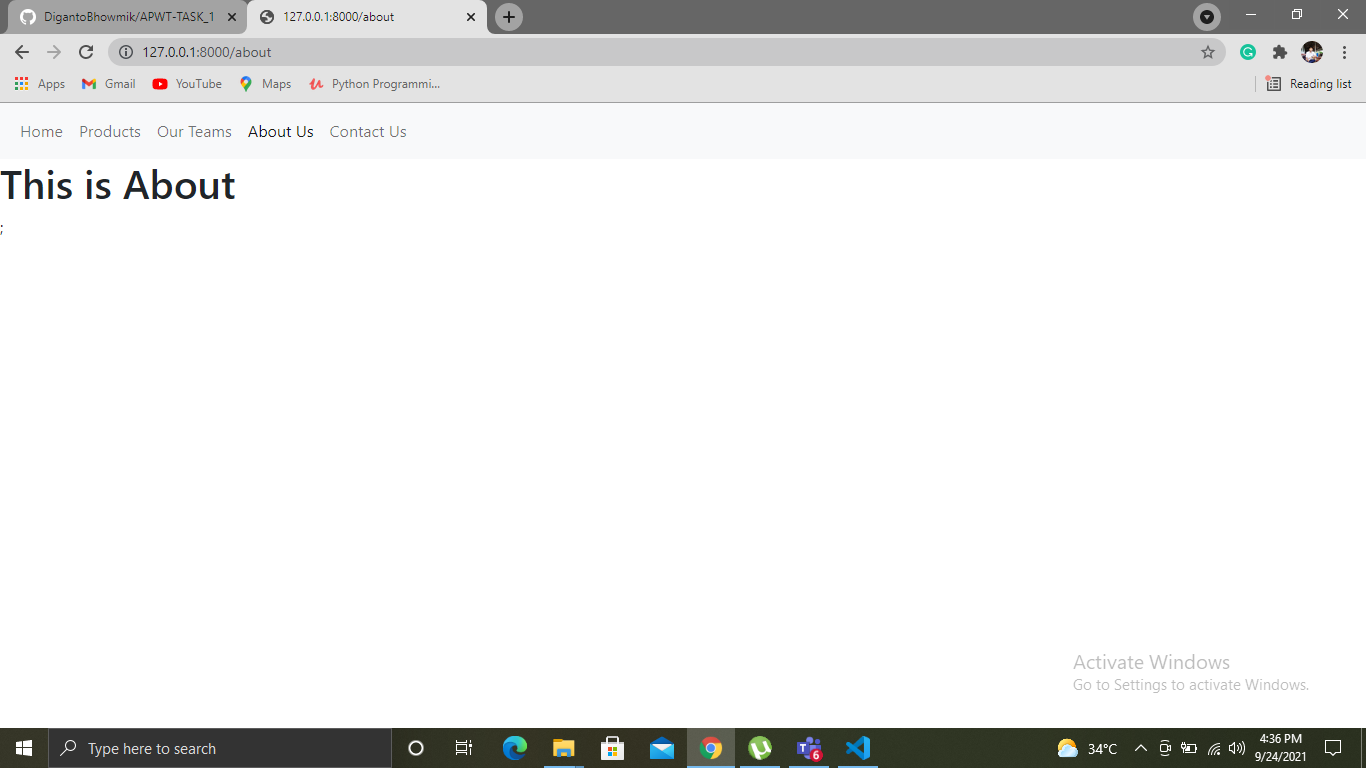 DigantoBhowmik/APWT-TASK_1
127.0.0.1:8000/about
127.0.0.1:8000/about
Apps Gmail YouTube Maps Python Programmi... Reading list
Home Products Our Teams About Us Contact Us
This is About
;
Activate Windows
Go to Settings to activate Windows.
Type here to search
6
34°C
4:36 PM
9/24/2021